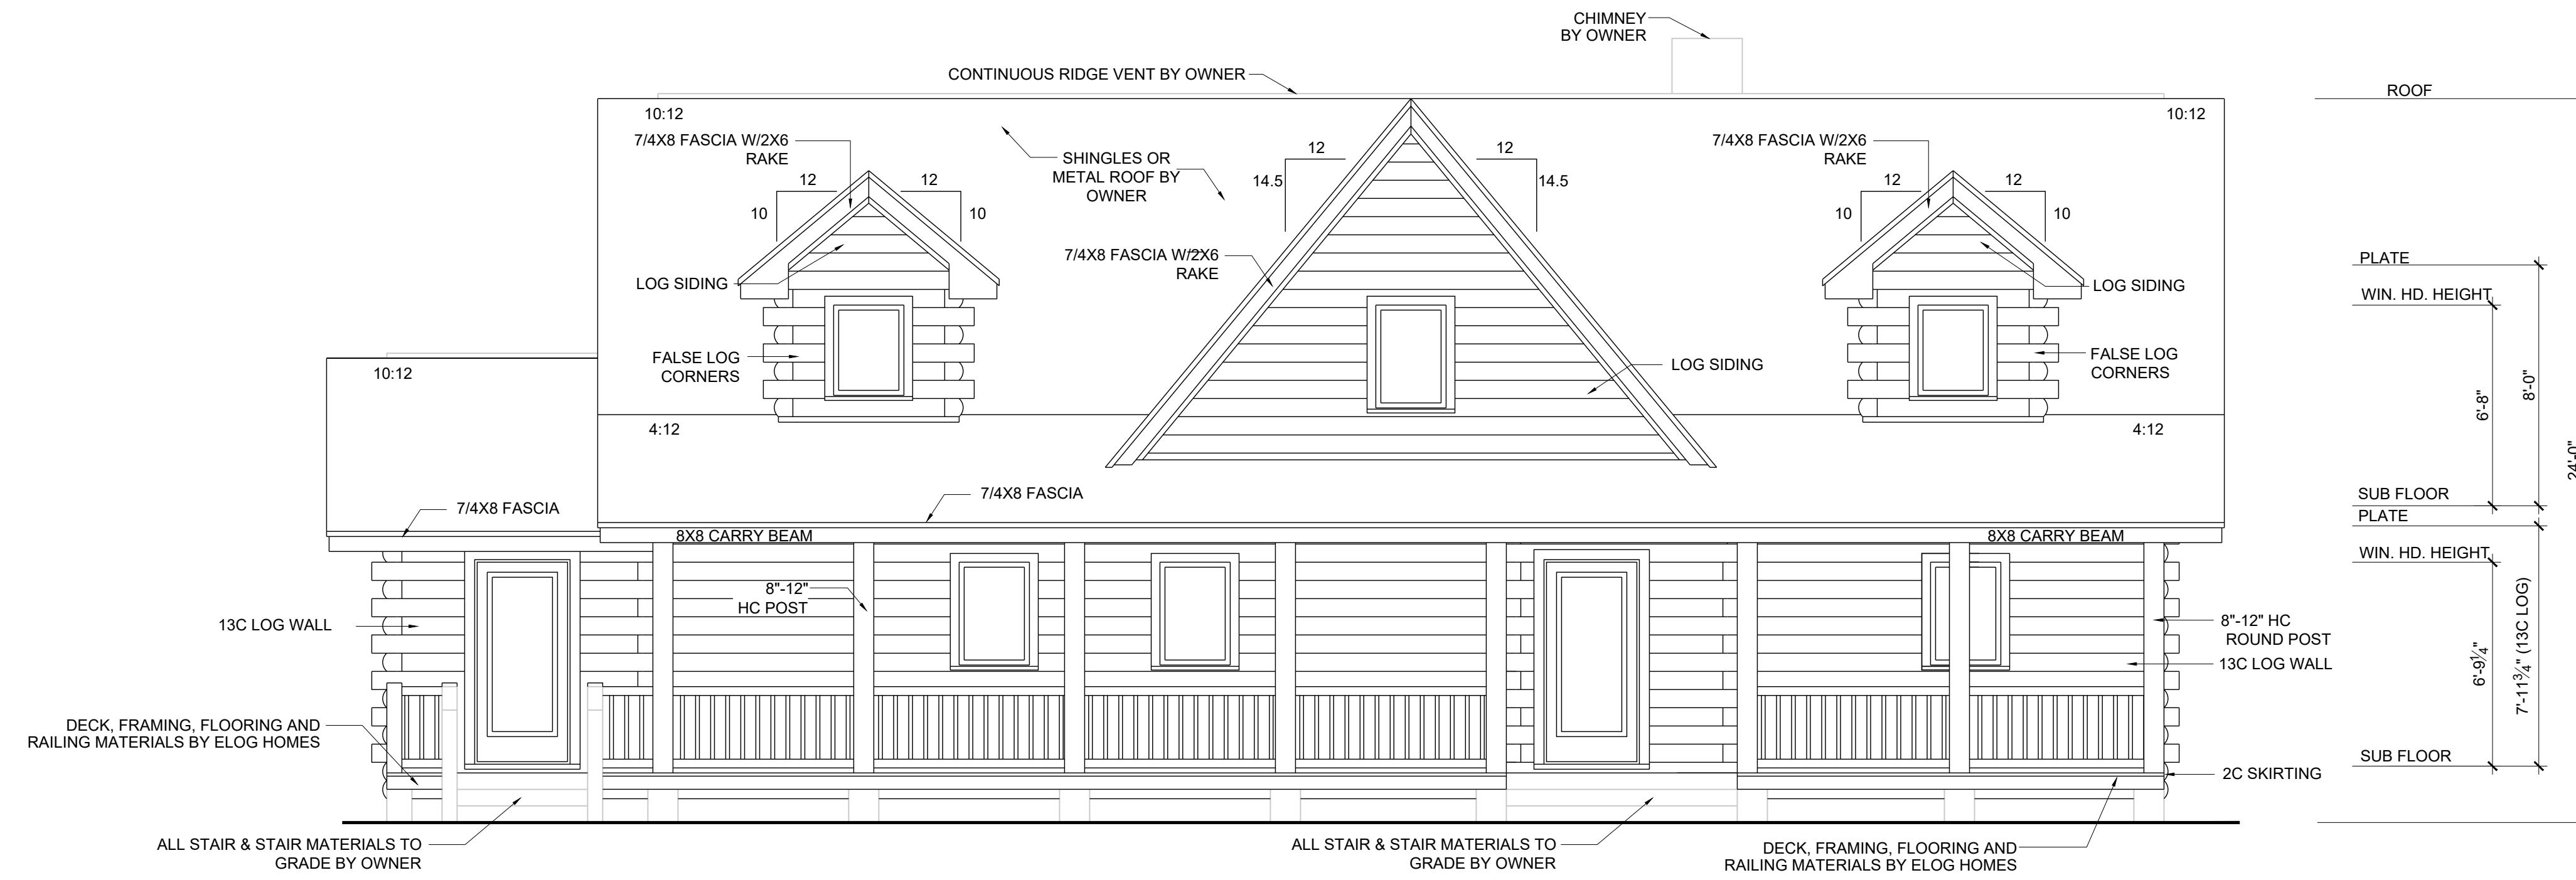 CHIMNEY
BY OWNER
CONTINUOUS RIDGE VENT BY OWNER
ROOF
10:12
10:12
7/4X8 FASCIA W/2X6
RAKE
SHINGLES OR
METAL ROOF BY
OWNER
12
12
14.5
14.5
7/4X8 FASCIA W/2X6
RAKE
12
12
10
10
12
12
10
10
7/4X8 FASCIA W/2X6
RAKE
LOG SIDING
LOG SIDING
PLATE
WIN. HD. HEIGHT
FALSE LOG
CORNERS
LOG SIDING
FALSE LOG
CORNERS
10:12
6'-8"
8'-0"
4:12
4:12
24'-0"
SUB FLOOR
PLATE
7/4X8 FASCIA
7/4X8 FASCIA
8X8 CARRY BEAM
8X8 CARRY BEAM
WIN. HD. HEIGHT
8"-12"
HC POST
13C LOG WALL
8"-12" HC
ROUND POST
13C LOG WALL
6'-9¼"
7'-11¾" (13C LOG)
DECK, FRAMING, FLOORING AND
RAILING MATERIALS BY ELOG HOMES
SUB FLOOR
2C SKIRTING
ALL STAIR & STAIR MATERIALS TO
GRADE BY OWNER
ALL STAIR & STAIR MATERIALS TO
GRADE BY OWNER
DECK, FRAMING, FLOORING AND
RAILING MATERIALS BY ELOG HOMES